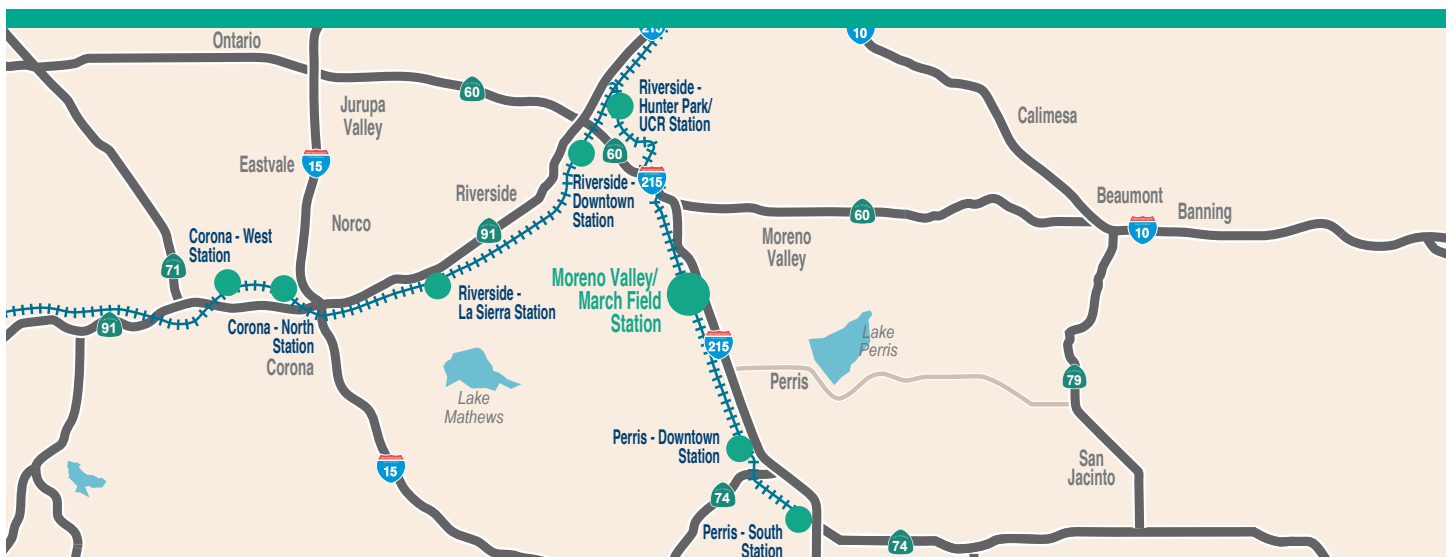 Ontario
215
10
60
Riverside -
Hunter Park/
UCR Station
Jurupa
Valley
Calimesa
Eastvale
15
60
215
Riverside
Riverside -
Downtown
Station
Beaumont
Banning
60
10
Norco
91
Moreno
Valley
Corona - West
Station
71
Moreno Valley/
March Field
Station
Riverside -
La Sierra Station
91
Corona - North
Station
Corona
215
Lake
Perris
Perris
79
Lake
Mathews
Perris - Downtown
Station
15
San
Jacinto
74
Perris - South
Station
74